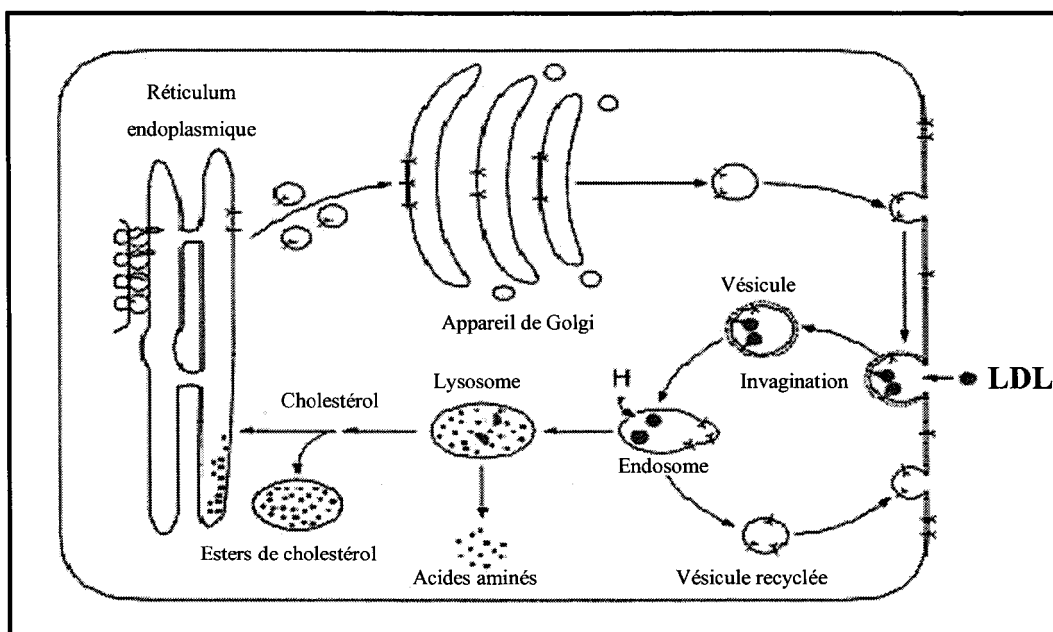 Réticulum
endoplasmique
Appareil de Golgi
Vésicule
Invagination
LDL
H
Lysosome
Cholestérol
Endosome
Esters de cholestérol
Acides aminés
Vésicule recyclée